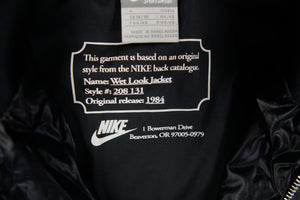 This garment is based on an original
style from the NIKE back catalogue.
Name: Wet Look Jacket
Style #: 208 131
Original release: 1984
NIKE
1 Bowerman Drive
Beaverton, OR 97005-0979